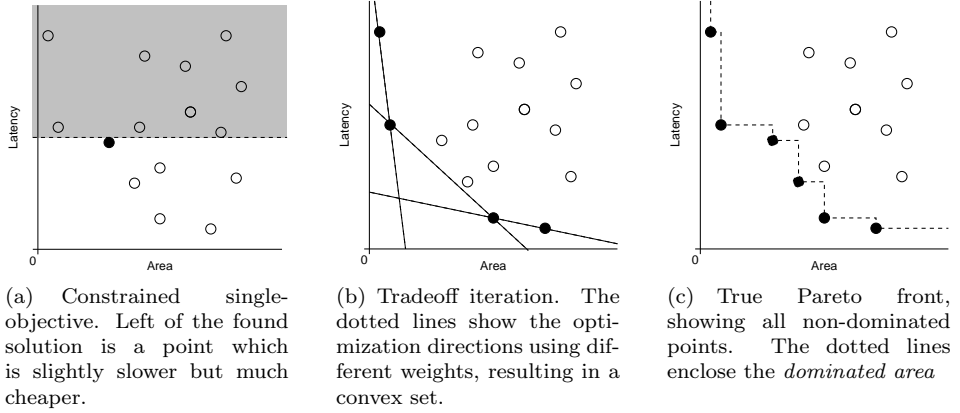 Latency
0
Area
Latency
0
Area
Latency
0
Area
(a) Constrained single-
objective. Left of the found
solution is a point which
is slightly slower but much
cheaper.
(b) Tradeoff iteration. The
dotted lines show the opti-
mization directions using dif-
ferent weights, resulting in a
convex set.
(c) True Pareto front,
showing all non-dominated
points. The dotted lines
enclose the dominated area